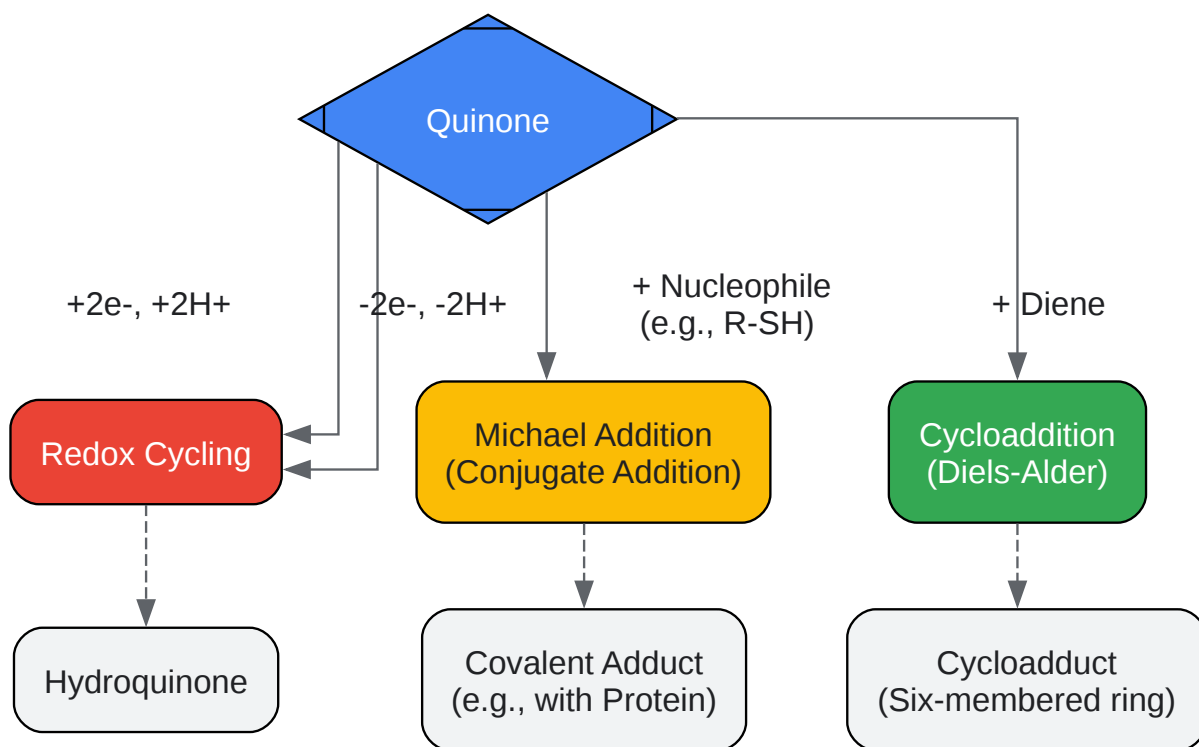 Quinone
+2e-, +2H+
-2e-, -2H+
+ Nucleophile
(e.g., R-SH)
+ Diene
Redox Cycling
Michael Addition
(Conjugate Addition)
Cycloaddition
(Diels-Alder)
Hydroquinone
Covalent Adduct
(e.g., with Protein)
Cycloadduct
(Six-membered ring)